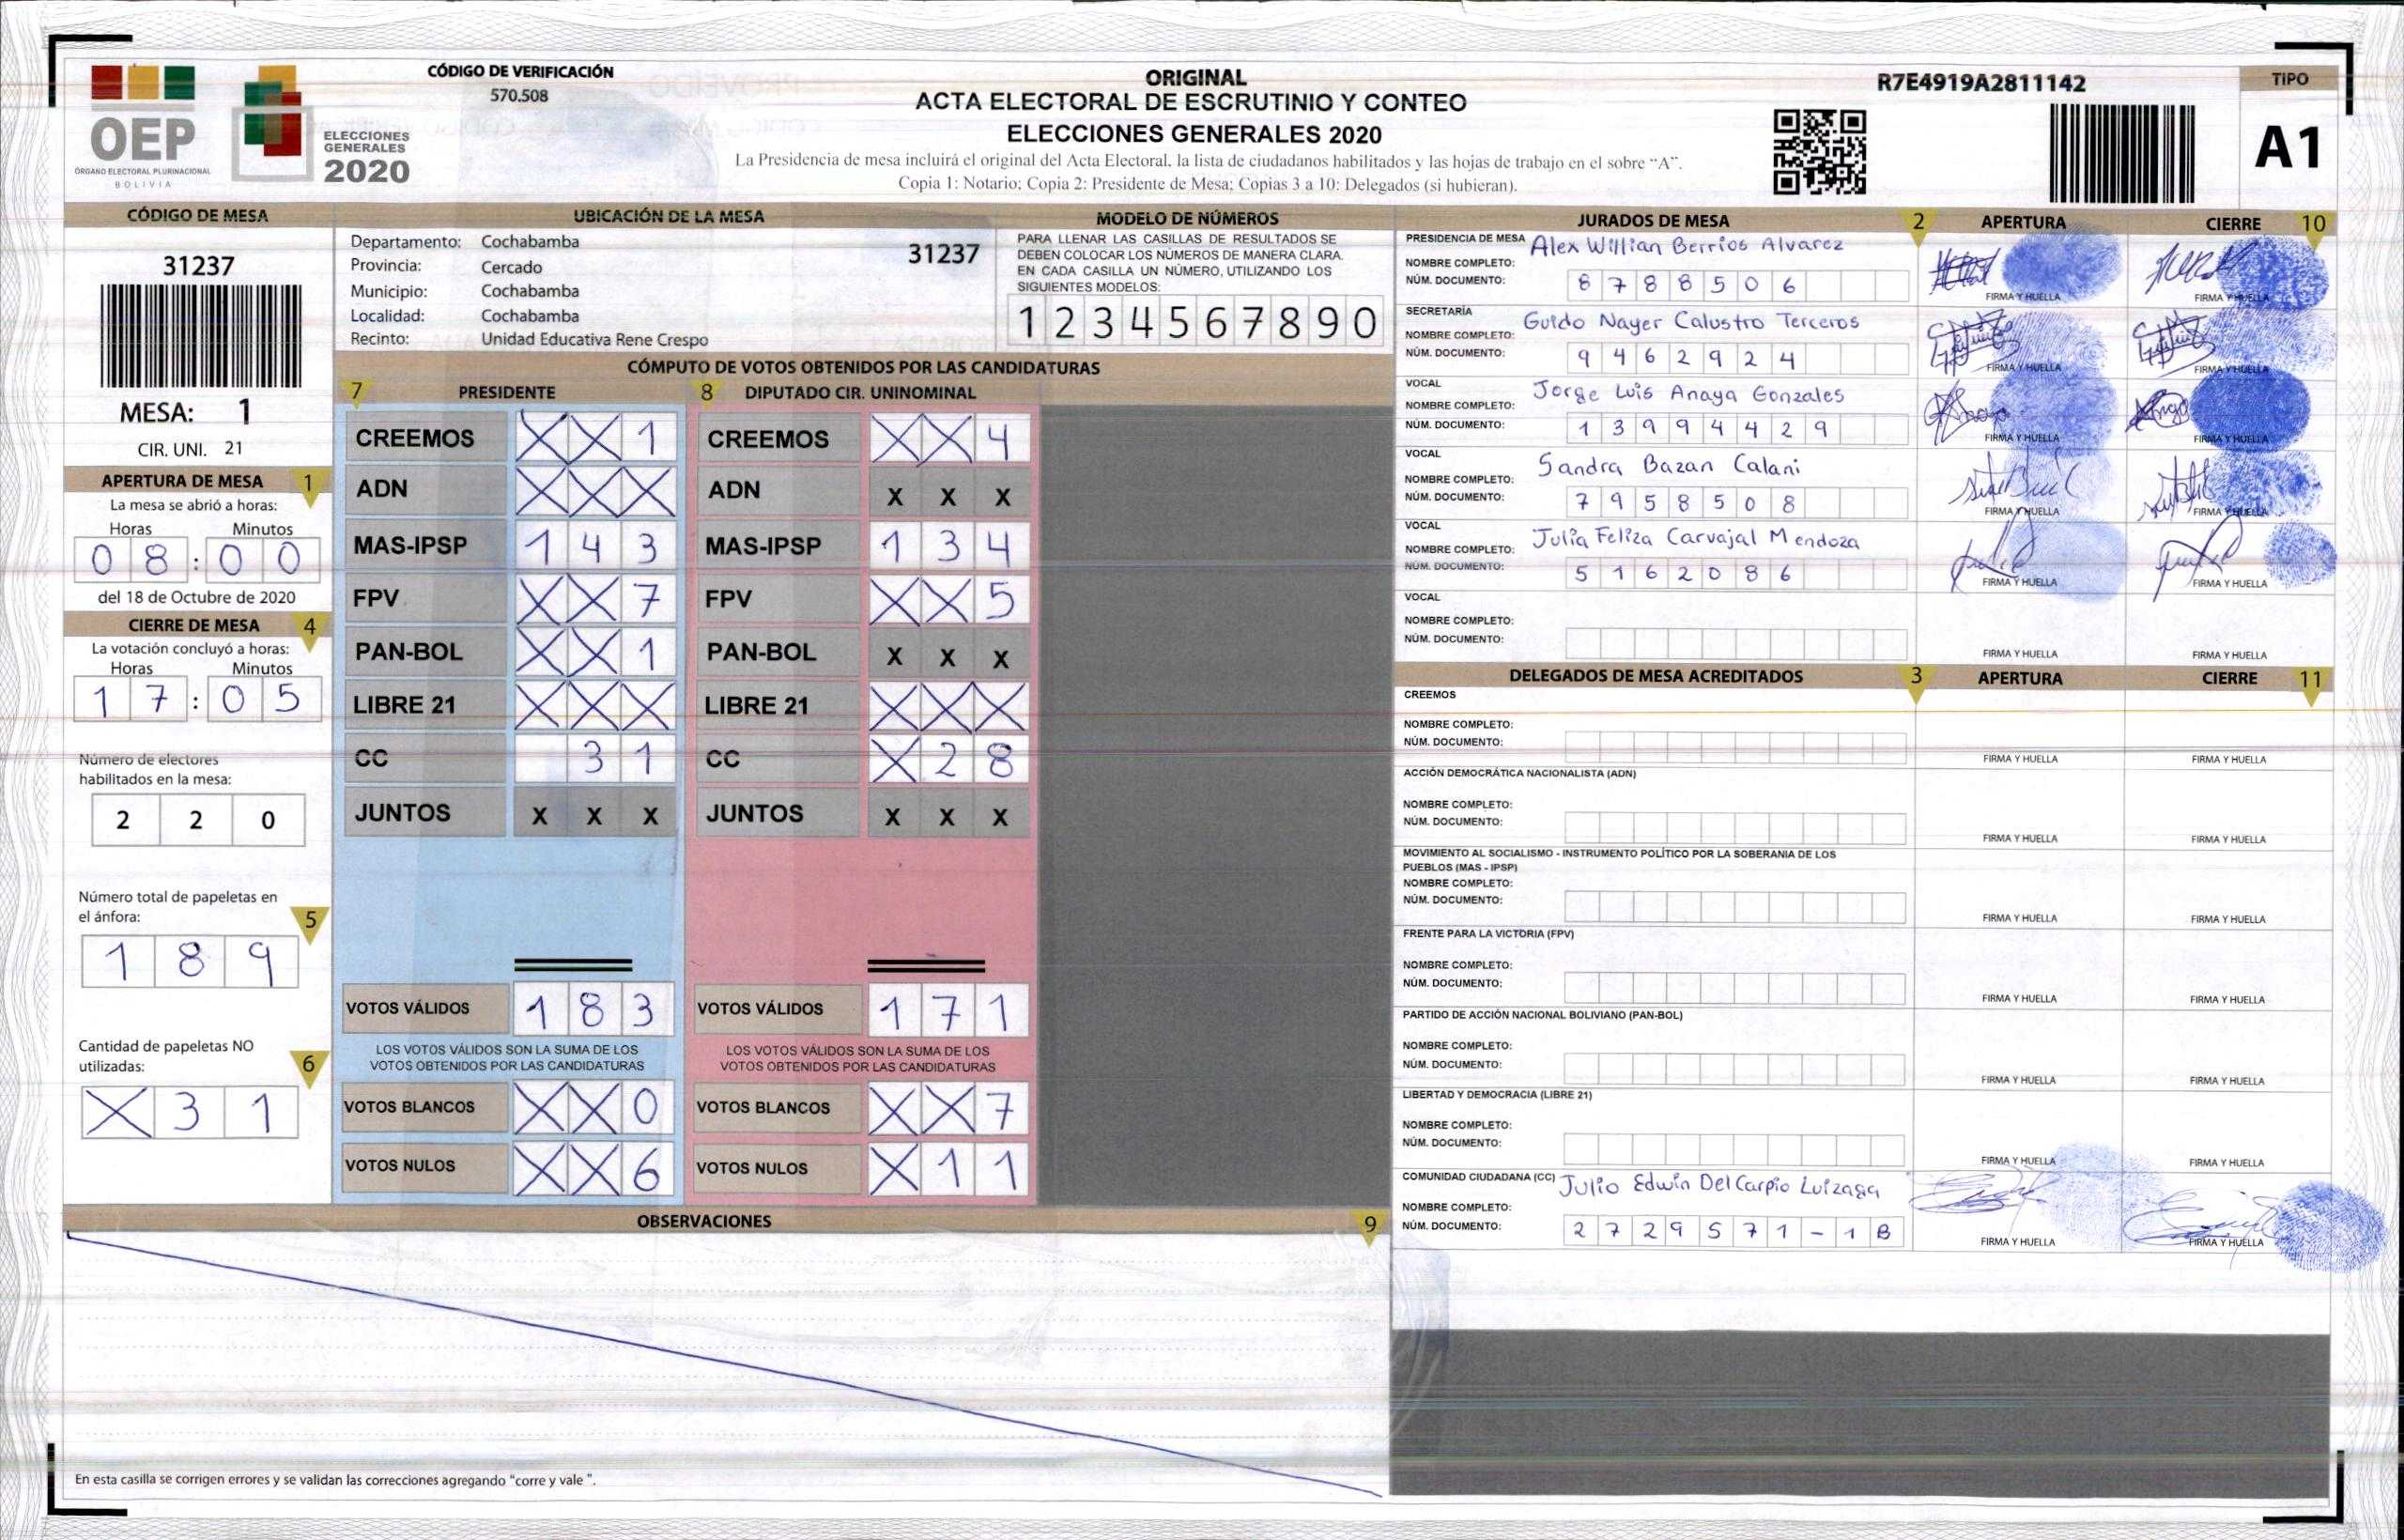 CÓDIGO DE VERIFICACIÓN
570.508
OEP
ÓRGANO ELECTORAL PLURINACIONAL
BOLIVIA
ELECCIONES
GENERALES
2020
ORIGINAL
ACTA ELECTORAL DE ESCRUTINIO Y CONTEO
ELECCIONES GENERALES 2020
La Presidencia de mesa incluirá el original del Acta Electoral, la lista de ciudadanos habilitados y las hojas de trabajo en el sobre “A”.
Copia 1: Notario; Copia 2: Presidente de Mesa; Copias 3 a 10: Delegados (si hubieran).
R7E4919A2811142
TIPO
A1
CÓDIGO DE MESA
31237
MESA: 1
CIR. UNI. 21
APERTURA DE MESA 1
La mesa se abrió a horas:
Horas Minutos
0 8 : 0 0
del 18 de Octubre de 2020
CIERRE DE MESA 4
La votación concluyó a horas:
Horas Minutos
1 7 : 0 5
Número de electores
habilitados en la mesa:
2 2 0
Número total de papeletas en
el ánfora: 5
1 8 9
Cantidad de papeletas NO
utilizadas: 6
X 3 1
UBICACIÓN DE LA MESA
Departamento: Cochabamba 31237
Provincia: Cercado
Municipio: Cochabamba
Localidad: Cochabamba
Recinto: Unidad Educativa Rene Crespo
MODELO DE NÚMEROS
PARA LLENAR LAS CASILLAS DE RESULTADOS SE
DEBEN COLOCAR LOS NÚMEROS DE MANERA CLARA.
EN CADA CASILLA UN NÚMERO, UTILIZANDO LOS
SIGUIENTES MODELOS:
1 2 3 4 5 6 7 8 9 0
CÓMPUTO DE VOTOS OBTENIDOS POR LAS CANDIDATURAS
7 PRESIDENTE
CREEMOS X X 1
ADN X X X
MAS-IPSP 1 4 3
FPV X X 7
PAN-BOL X X 1
LIBRE 21 X X X
CC 3 1
JUNTOS X X X
VOTOS VÁLIDOS 1 8 3
LOS VOTOS VÁLIDOS SON LA SUMA DE LOS
VOTOS OBTENIDOS POR LAS CANDIDATURAS
VOTOS BLANCOS X X 0
VOTOS NULOS X X 6
8 DIPUTADO CIR. UNINOMINAL
CREEMOS X X 4
ADN X X X
MAS-IPSP 1 3 4
FPV X X 5
PAN-BOL X X X
LIBRE 21 X X X
CC X 2 8
JUNTOS X X X
VOTOS VÁLIDOS 1 7 1
LOS VOTOS VÁLIDOS SON LA SUMA DE LOS
VOTOS OBTENIDOS POR LAS CANDIDATURAS
VOTOS BLANCOS X X 7
VOTOS NULOS X 1 1
OBSERVACIONES 9
En esta casilla se corrigen errores y se validan las correcciones agregando “corre y vale ”.
JURADOS DE MESA 2 APERTURA CIERRE 10
PRESIDENCIA DE MESA Alex Willian Berrios Alvarez
NOMBRE COMPLETO:
NÚM. DOCUMENTO: 8 7 8 8 5 0 6
FIRMA Y HUELLA FIRMA Y HUELLA
SECRETARÍA Guido Nayer Calustro Terceros
NOMBRE COMPLETO:
NÚM. DOCUMENTO: 9 4 6 2 9 2 4
FIRMA Y HUELLA FIRMA Y HUELLA
VOCAL Jorge Luis Anaya Gonzales
NOMBRE COMPLETO:
NÚM. DOCUMENTO: 1 3 9 9 4 4 2 9
FIRMA Y HUELLA FIRMA Y HUELLA
VOCAL Sandra Bazan Calani
NOMBRE COMPLETO:
NÚM. DOCUMENTO: 7 9 5 8 5 0 8
FIRMA Y HUELLA FIRMA Y HUELLA
VOCAL Julia Feliza Carvajal Mendoza
NOMBRE COMPLETO:
NÚM. DOCUMENTO: 5 1 6 2 0 8 6
FIRMA Y HUELLA FIRMA Y HUELLA
VOCAL
NOMBRE COMPLETO:
NÚM. DOCUMENTO:
FIRMA Y HUELLA FIRMA Y HUELLA
DELEGADOS DE MESA ACREDITADOS 3 APERTURA CIERRE 11
CREEMOS
NOMBRE COMPLETO:
NÚM. DOCUMENTO:
FIRMA Y HUELLA FIRMA Y HUELLA
ACCIÓN DEMOCRÁTICA NACIONALISTA (ADN)
NOMBRE COMPLETO:
NÚM. DOCUMENTO:
FIRMA Y HUELLA FIRMA Y HUELLA
MOVIMIENTO AL SOCIALISMO - INSTRUMENTO POLÍTICO POR LA SOBERANIA DE LOS
PUEBLOS (MAS - IPSP)
NOMBRE COMPLETO:
NÚM. DOCUMENTO:
FIRMA Y HUELLA FIRMA Y HUELLA
FRENTE PARA LA VICTORIA (FPV)
NOMBRE COMPLETO:
NÚM. DOCUMENTO:
FIRMA Y HUELLA FIRMA Y HUELLA
PARTIDO DE ACCIÓN NACIONAL BOLIVIANO (PAN-BOL)
NOMBRE COMPLETO:
NÚM. DOCUMENTO:
FIRMA Y HUELLA FIRMA Y HUELLA
LIBERTAD Y DEMOCRACIA (LIBRE 21)
NOMBRE COMPLETO:
NÚM. DOCUMENTO:
FIRMA Y HUELLA FIRMA Y HUELLA
COMUNIDAD CIUDADANA (CC) Julio Edwin Del Carpio Luizaga
NOMBRE COMPLETO:
NÚM. DOCUMENTO: 2 7 2 9 5 7 1 - 1 B
FIRMA Y HUELLA FIRMA Y HUELLA